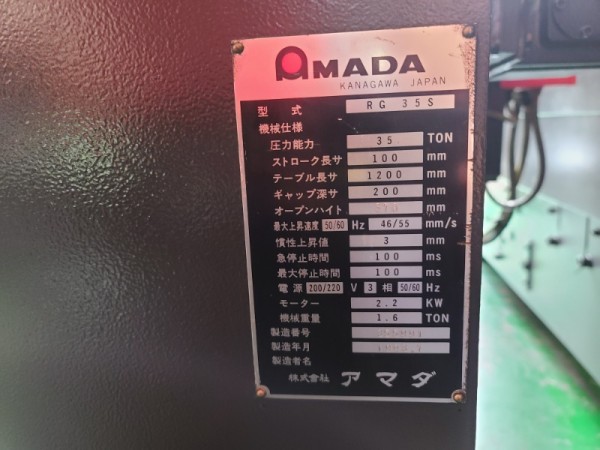 AMADA
KANAGAWA JAPAN
型式 RG 35S
機械仕様
圧力能力 35 TON
ストローク長サ 100 mm
テーブル長サ 1200 mm
ギャップ深サ 200 mm
オープンハイト mm
最大上昇速度 50/60 Hz 46/55 mm/s
慣性上昇値 3 mm
急停止時間 100 ms
最大停止時間 100 ms
電源 200/220 V 3 相 50/60 Hz
モーター 2.2 KW
機械重量 1.6 TON
製造番号
製造年月
製造者名
株式会社 アマダ